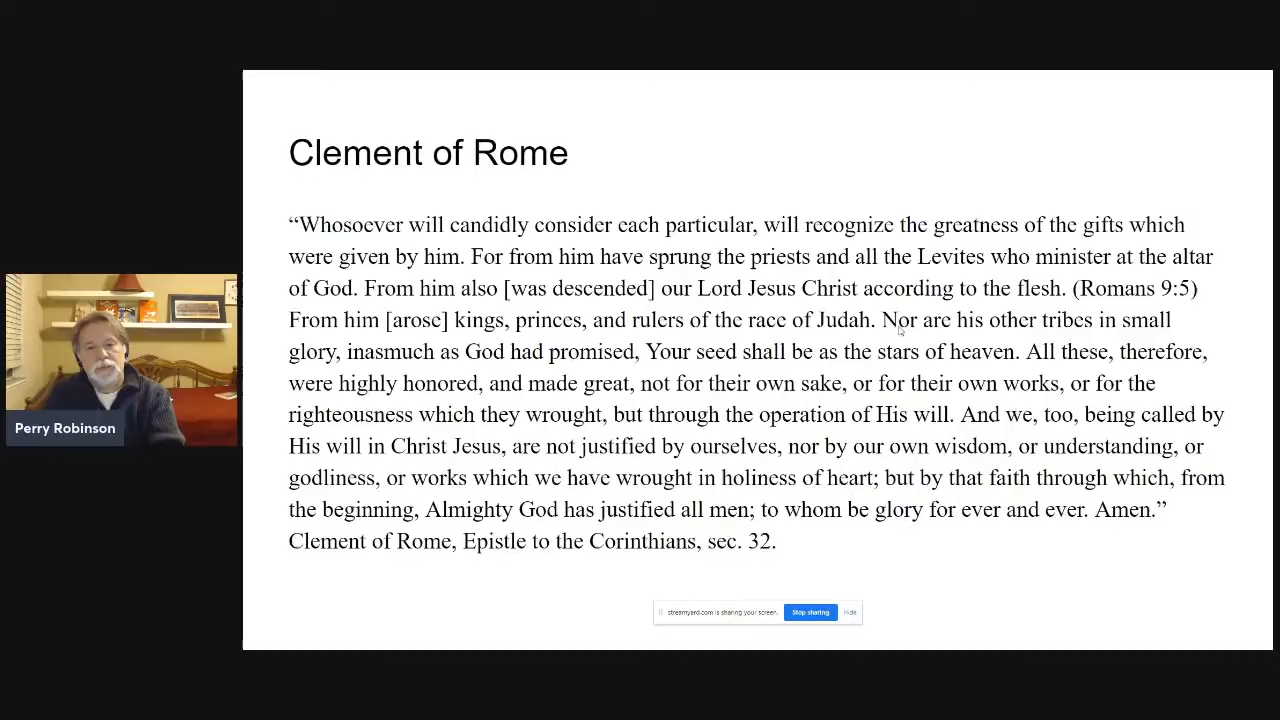 Clement of Rome
“Whosoever will candidly consider each particular, will recognize the greatness of the gifts which
were given by him. For from him have sprung the priests and all the Levites who minister at the altar
of God. From him also [was descended] our Lord Jesus Christ according to the flesh. (Romans 9:5)
From him [arose] kings, princes, and rulers of the race of Judah. Nor are his other tribes in small
glory, inasmuch as God had promised, Your seed shall be as the stars of heaven. All these, therefore,
were highly honored, and made great, not for their own sake, or for their own works, or for the
righteousness which they wrought, but through the operation of His will. And we, too, being called by
His will in Christ Jesus, are not justified by ourselves, nor by our own wisdom, or understanding, or
godliness, or works which we have wrought in holiness of heart; but by that faith through which, from
the beginning, Almighty God has justified all men; to whom be glory for ever and ever. Amen.”
Clement of Rome, Epistle to the Corinthians, sec. 32.
Perry Robinson
streamyard.com is sharing your screen. Stop sharing Hide